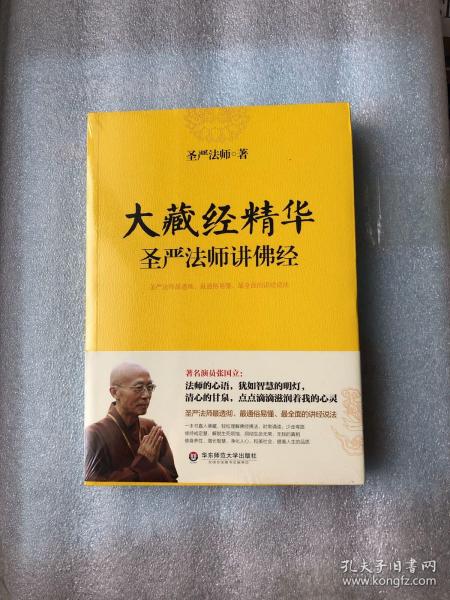 圣严法师◎著
大藏经精华
圣严法师讲佛经
圣严法师最透彻、最通俗易懂、最全面的讲经说法
著名演员张国立：
法师的心语，犹如智慧的明灯，
清心的甘泉，点点滴滴滋润着我的心灵
圣严法师最透彻、最通俗易懂、最全面的讲经说法
华东师范大学出版社
孔夫子旧书网
www.kongfz.com